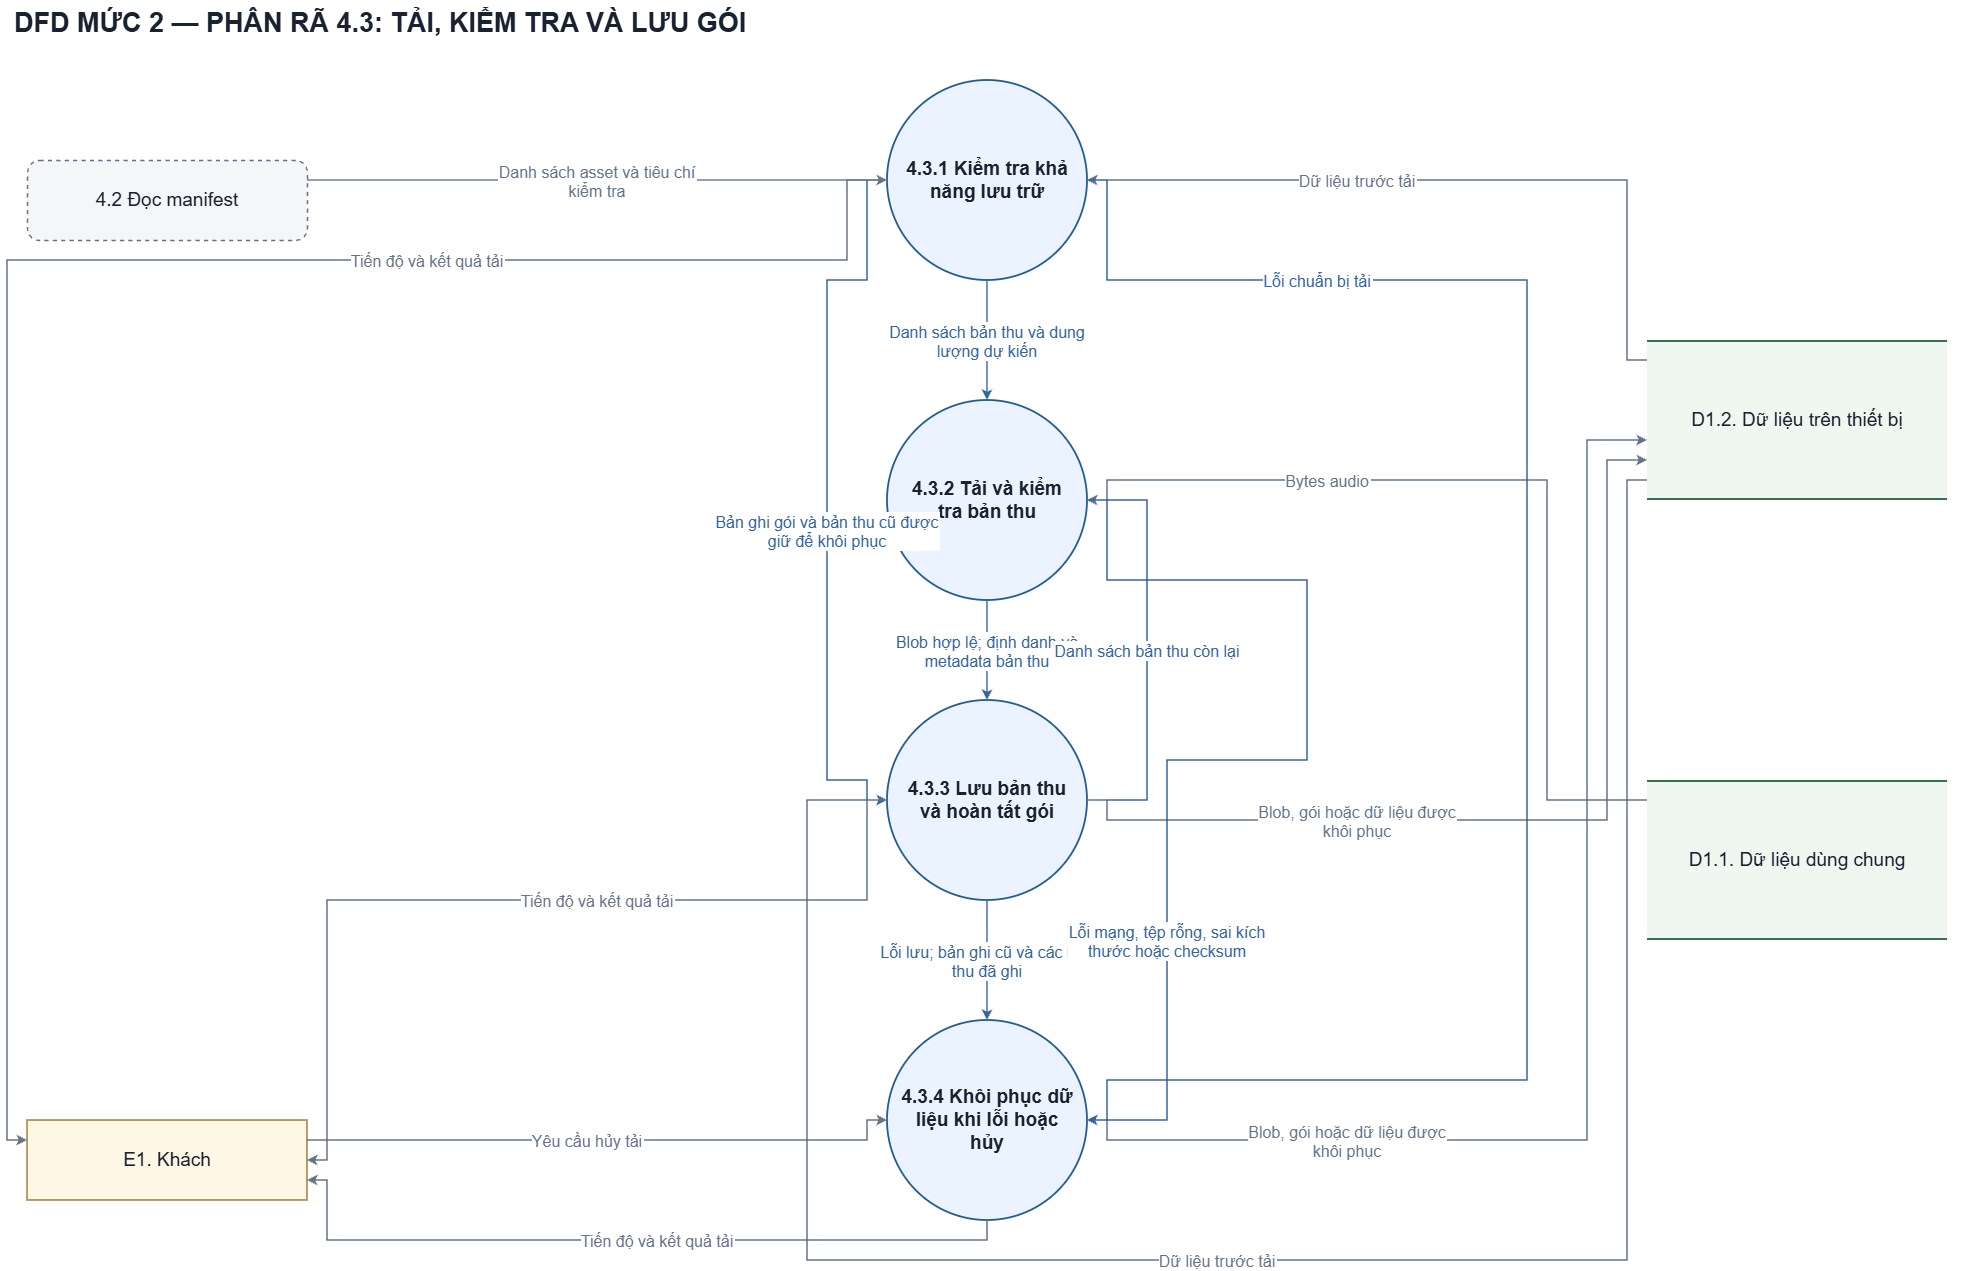 DFD MỨC 2 — PHÂN RÃ 4.3: TẢI, KIỂM TRA VÀ LƯU GÓI
4.3.1 Kiểm tra khả
năng lưu trữ
4.2 Đọc manifest
Danh sách asset và tiêu chí
kiểm tra
Dữ liệu trước tải
Tiến độ và kết quả tải
Lỗi chuẩn bị tải
Danh sách bản thu và dung
lượng dự kiến
D1.2. Dữ liệu trên thiết bị
4.3.2 Tải và kiểm
tra bản thu
Bytes audio
Bản ghi gói và bản thu cũ được
giữ để khôi phục
Blob hợp lệ; định danh và
metadata bản thu
Danh sách bản thu còn lại
4.3.3 Lưu bản thu
và hoàn tất gói
Blob, gói hoặc dữ liệu được
khôi phục
D1.1. Dữ liệu dùng chung
Tiến độ và kết quả tải
Lỗi lưu; bản ghi cũ và các
thu đã ghi
Lỗi mạng, tệp rỗng, sai kích
thước hoặc checksum
4.3.4 Khôi phục dữ
liệu khi lỗi hoặc
hủy
E1. Khách
Yêu cầu hủy tải
Blob, gói hoặc dữ liệu được
khôi phục
Tiến độ và kết quả tải
Dữ liệu trước tải